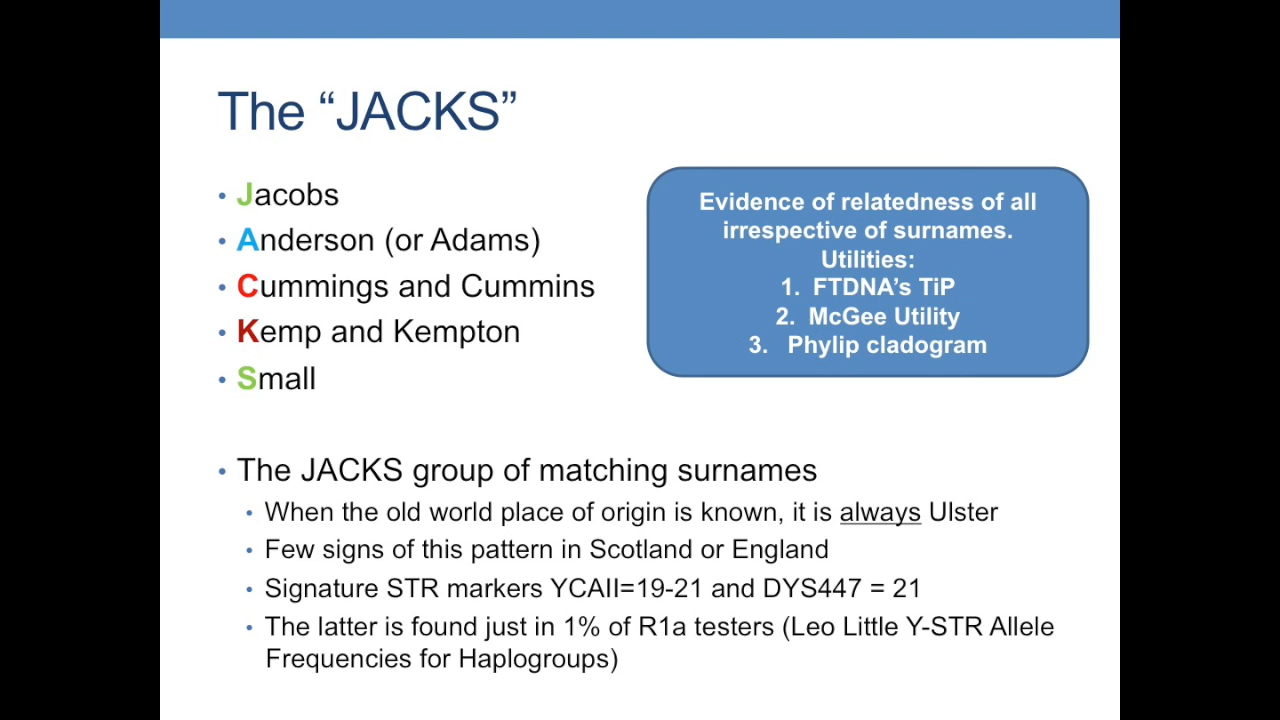 The “JACKS”
• Jacobs
• Anderson (or Adams)
• Cummings and Cummins
• Kemp and Kempton
• Small
Evidence of relatedness of all
irrespective of surnames.
Utilities:
1. FTDNA’s TiP
2. McGee Utility
3. Phylip cladogram
• The JACKS group of matching surnames
• When the old world place of origin is known, it is always Ulster
• Few signs of this pattern in Scotland or England
• Signature STR markers YCAII=19-21 and DYS447 = 21
• The latter is found just in 1% of R1a testers (Leo Little Y-STR Allele
Frequencies for Haplogroups)